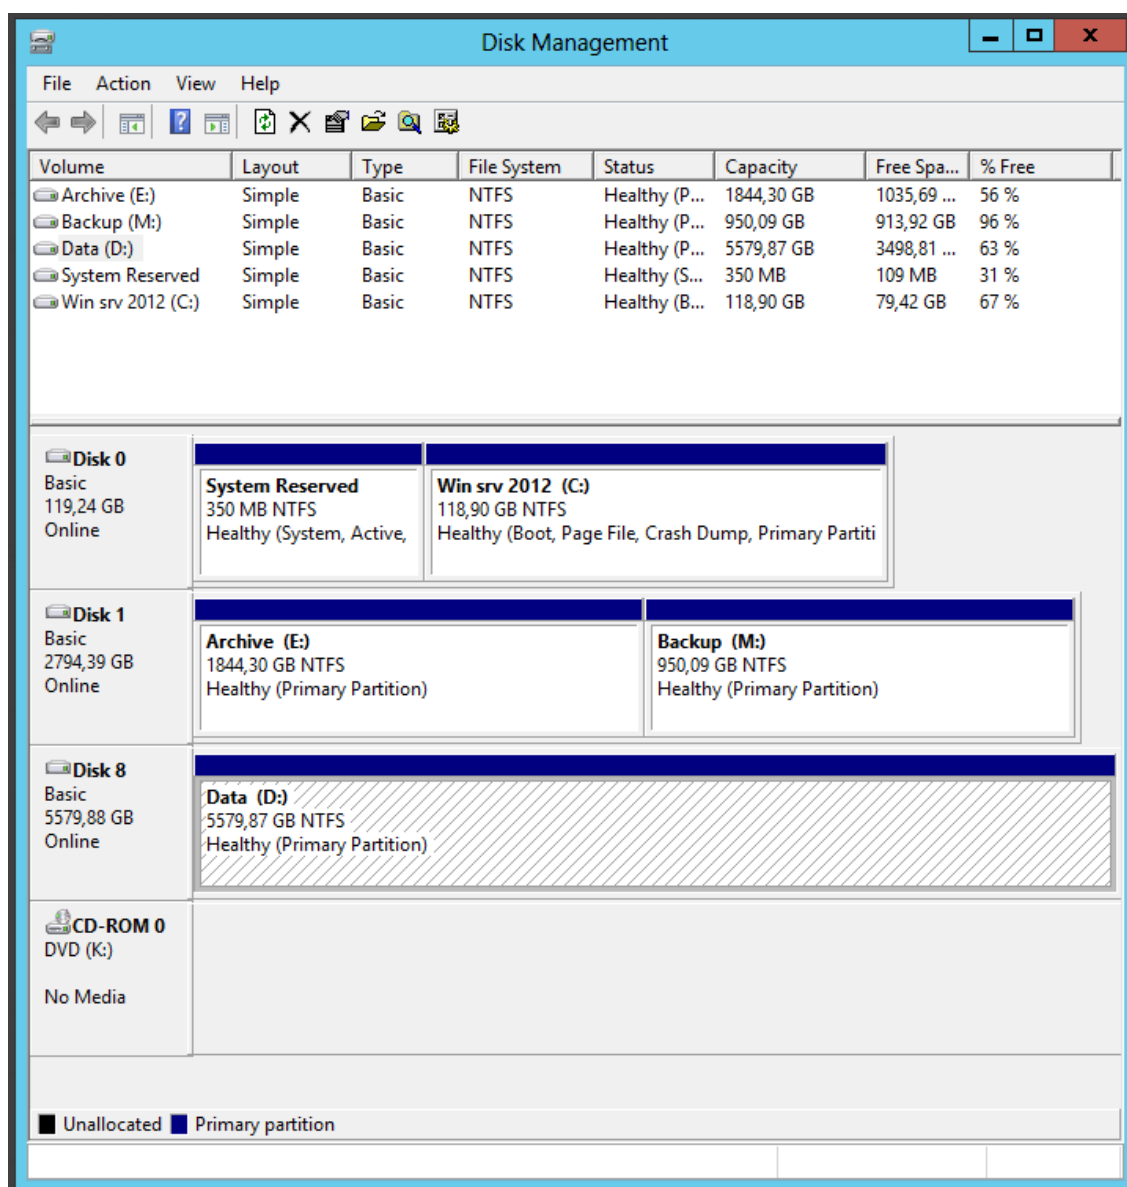 Disk Management
File Action View Help
Volume Layout Type File System Status Capacity Free Spa... % Free
Archive (E:) Simple Basic NTFS Healthy (P... 1844,30 GB 1035,69 ... 56 %
Backup (M:) Simple Basic NTFS Healthy (P... 950,09 GB 913,92 GB 96 %
Data (D:) Simple Basic NTFS Healthy (P... 5579,87 GB 3498,81 ... 63 %
System Reserved Simple Basic NTFS Healthy (S... 350 MB 109 MB 31 %
Win srv 2012 (C:) Simple Basic NTFS Healthy (B... 118,90 GB 79,42 GB 67 %
Disk 0
Basic
119,24 GB
Online
System Reserved
350 MB NTFS
Healthy (System, Active,
Win srv 2012 (C:)
118,90 GB NTFS
Healthy (Boot, Page File, Crash Dump, Primary Partiti
Disk 1
Basic
2794,39 GB
Online
Archive (E:)
1844,30 GB NTFS
Healthy (Primary Partition)
Backup (M:)
950,09 GB NTFS
Healthy (Primary Partition)
Disk 8
Basic
5579,88 GB
Online
Data (D:)
5579,87 GB NTFS
Healthy (Primary Partition)
CD-ROM 0
DVD (K:)
No Media
Unallocated Primary partition